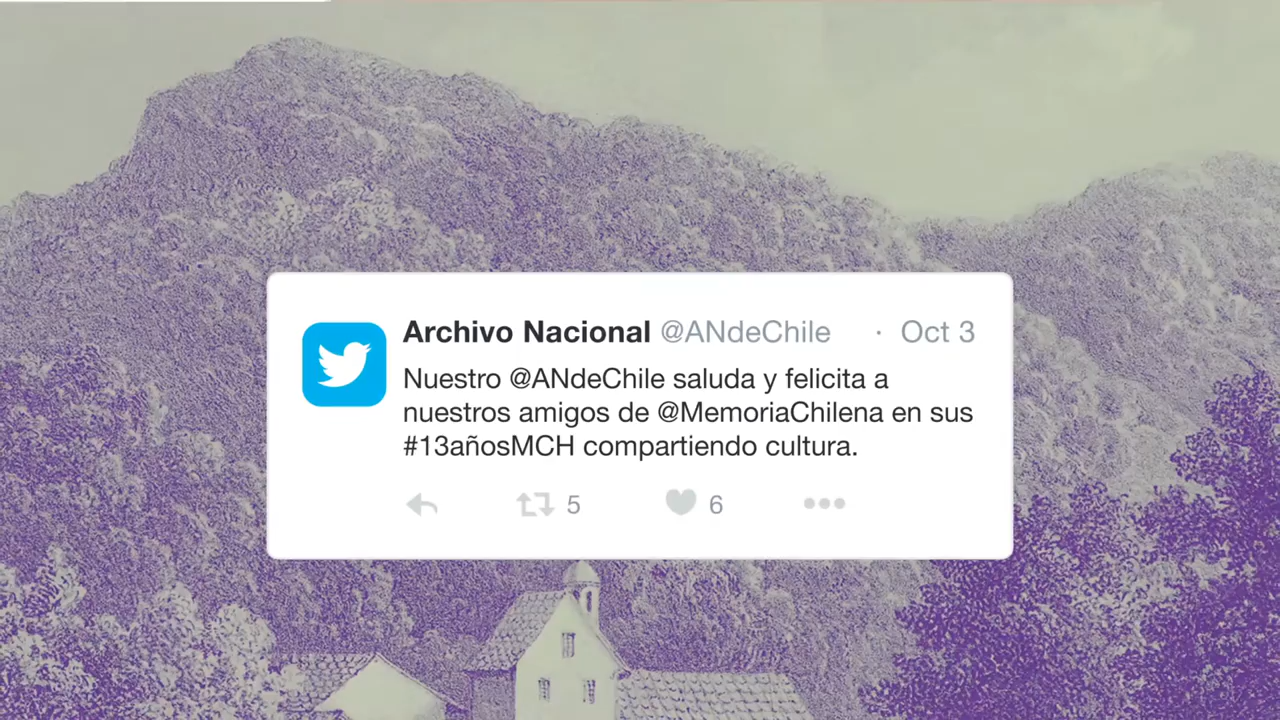 Archivo Nacional @ANdeChile · Oct 3
Nuestro @ANdeChile saluda y felicita a
nuestros amigos de @MemoriaChilena en sus
#13añosMCH compartiendo cultura.
5 6